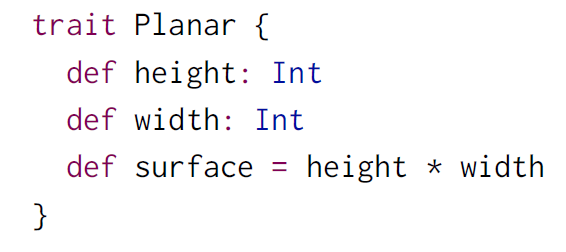 trait Planar {
  def height: Int
  def width: Int
  def surface = height * width
}